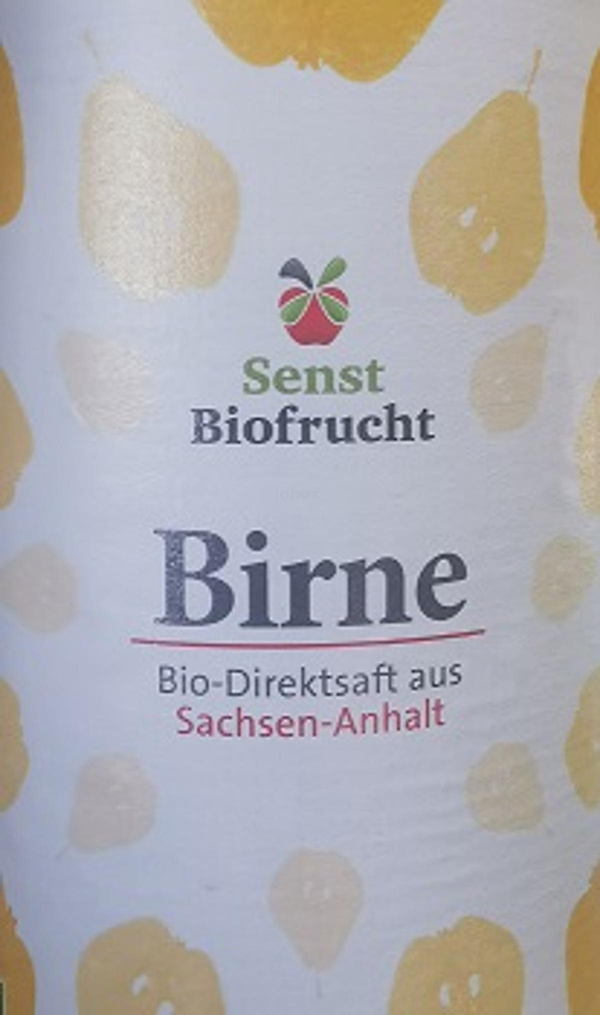 Senst
Biofrucht
Birne
Bio-Direktsaft aus
Sachsen-Anhalt